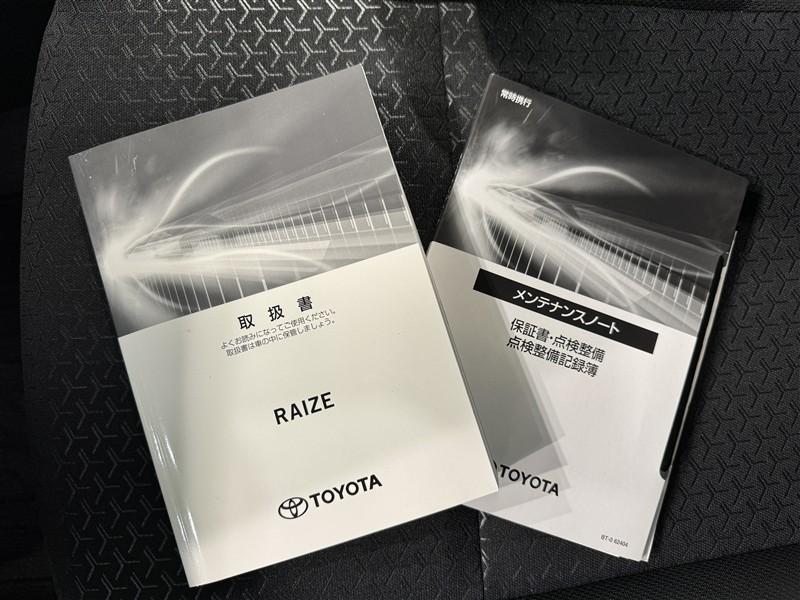 取扱書
よくお読みになってご使用ください。
取扱書は車の中に保管しましょう。
RAIZE
TOYOTA
常時携行
メンテナンスノート
保証書・点検整備
点検整備記録簿
TOYOTA
BT-0 62404